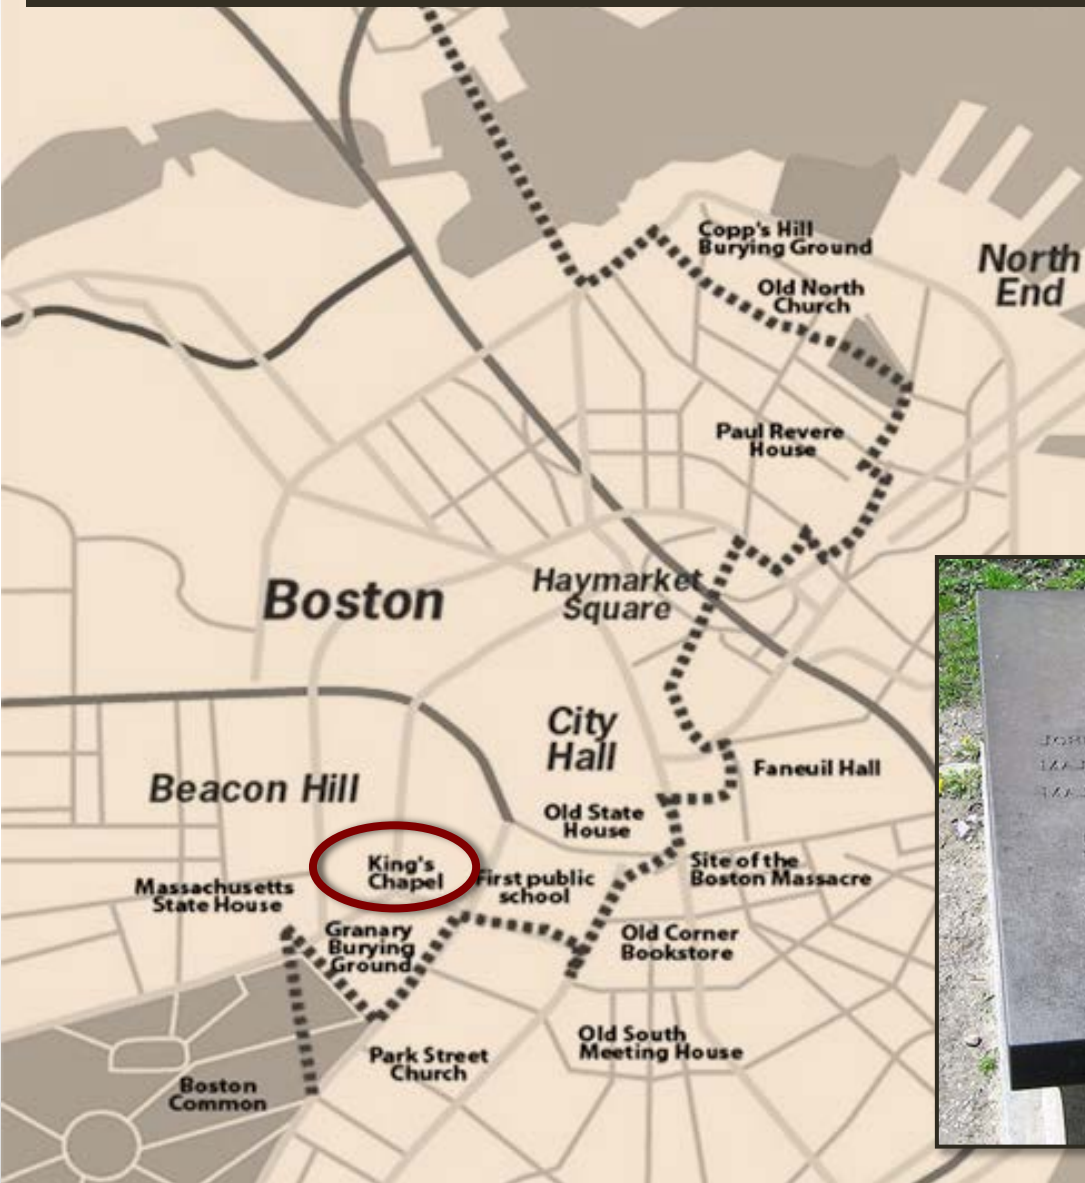 Copp's Hill
Burying Ground
North
End
Old North
Church
Paul Revere
House
Haymarket
Square
Boston
City
Hall
Faneuil Hall
Beacon Hill
Old State
House
King's
Chapel
Site of the
Boston Massacre
First public
school
Massachusetts
State House
Granary
Burying
Ground
Old Corner
Bookstore
Old South
Meeting House
Park Street
Church
Boston
Common